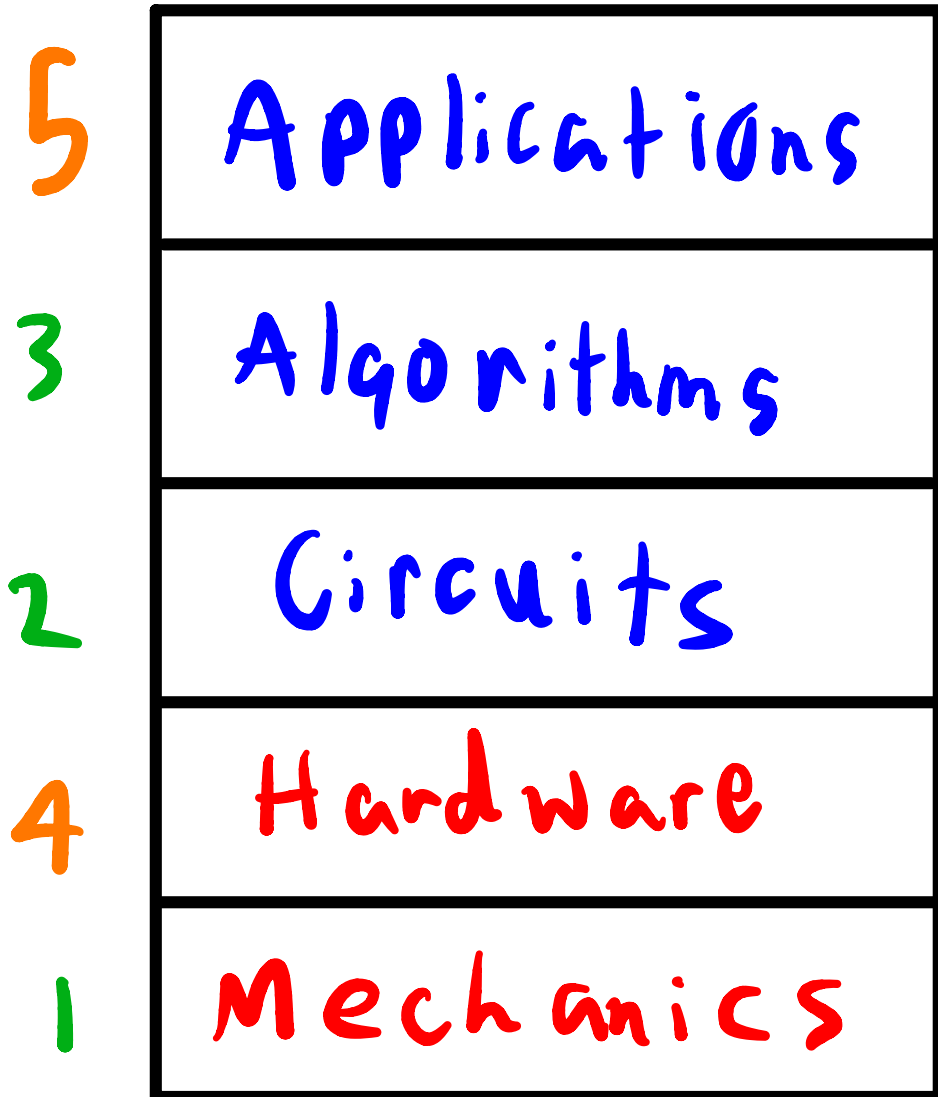 5 Applications
3 Algorithms
2 Circuits
4 Hardware
1 Mechanics